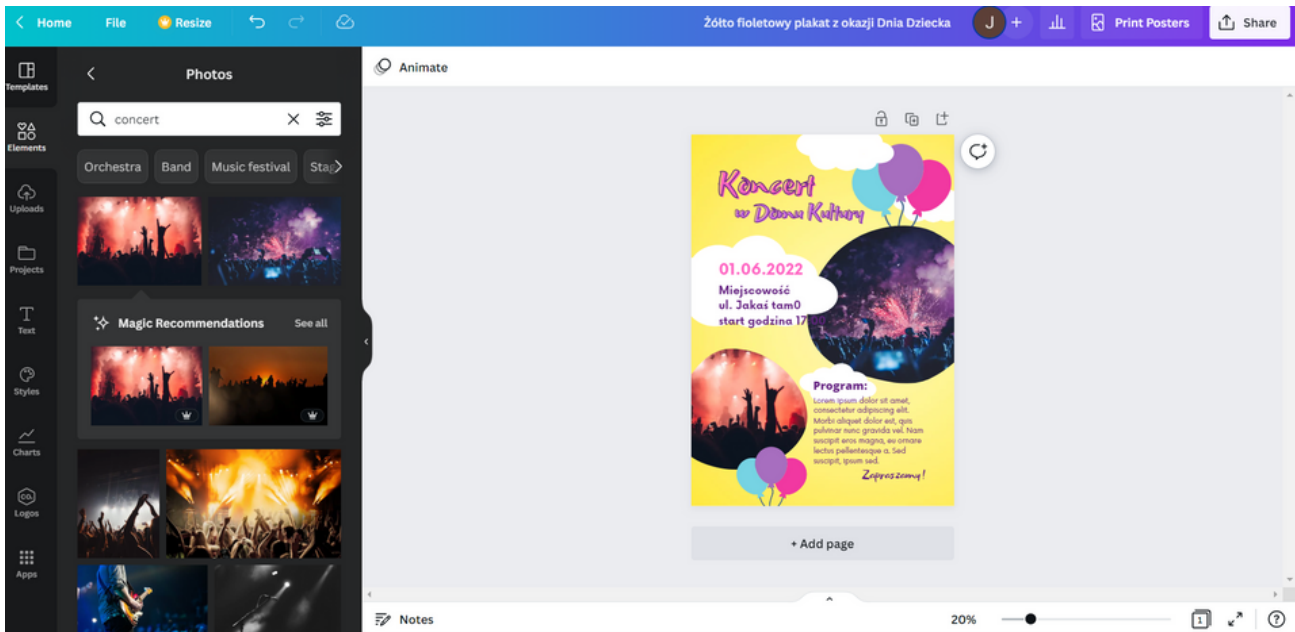 Home
File
Resize
Żółto fioletowy plakat z okazji Dnia Dziecka
J
+
Print Posters
Share
Templates
Elements
Uploads
Projects
Text
Styles
Charts
CO.
Logos
Apps
Photos
concert
Orchestra
Band
Music festival
Stag
Magic Recommendations
See all
Animate
Koncert
w Domu Kultury
01.06.2022
Miejscowość
ul. Jakaś tam0
start godzina 17:00
Program:
Lorem ipsum dolor sit amet,
consectetur adipiscing elit.
Morbi aliquet dolor est, quis
pulvinar nunc gravida vel. Nam
suscipit eros magna, eu ornare
lectus pellentesque a. Sed
suscipit, ipsum sed.
Zapraszamy!
+ Add page
Notes
20%
1
?